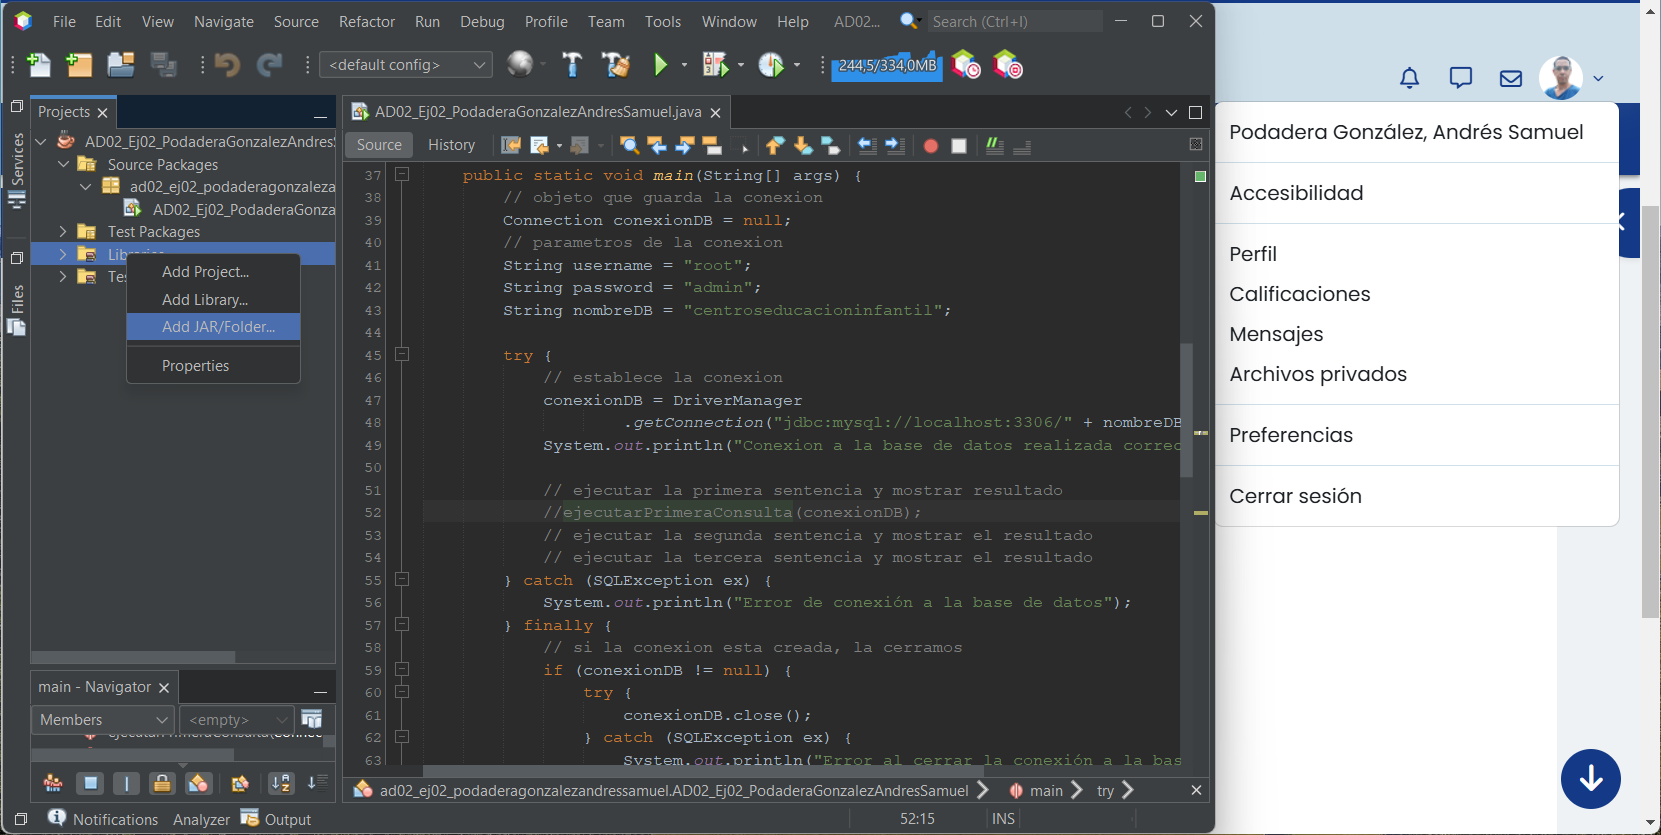 File Edit View Navigate Source Refactor Run Debug Profile Team Tools Window Help AD02... Search (Ctrl+I)
<default config> 244,5/334,0MB
Projects
Services
Files
AD02_Ej02_PodaderaGonzalezAndresS
Source Packages
ad02_ej02_podaderagonzaleza
AD02_Ej02_PodaderaGonza
Test Packages
Libraries
Tes
Add Project...
Add Library...
Add JAR/Folder...
Properties
main - Navigator
Members <empty>
AD02_Ej02_PodaderaGonzalezAndresSamuel.java
Source History
37 public static void main(String[] args) {
38 // objeto que guarda la conexion
39 Connection conexionDB = null;
40 // parametros de la conexion
41 String username = "root";
42 String password = "admin";
43 String nombreDB = "centroseducacioninfantil";
44
45 try {
46 // establece la conexion
47 conexionDB = DriverManager
48 .getConnection("jdbc:mysql://localhost:3306/" + nombreDB
49 System.out.println("Conexion a la base de datos realizada correc
50
51 // ejecutar la primera sentencia y mostrar resultado
52 //ejecutarPrimeraConsulta(conexionDB);
53 // ejecutar la segunda sentencia y mostrar el resultado
54 // ejecutar la tercera sentencia y mostrar el resultado
55 } catch (SQLException ex) {
56 System.out.println("Error de conexión a la base de datos");
57 } finally {
58 // si la conexion esta creada, la cerramos
59 if (conexionDB != null) {
60 try {
61 conexionDB.close();
62 } catch (SQLException ex) {
63 System.out.println("Error al cerrar la conexión a la bas
ad02_ej02_podaderagonzalezandressamuel.AD02_Ej02_PodaderaGonzalezAndresSamuel main try
Notifications Analyzer Output 52:15 INS
Podadera González, Andrés Samuel
Accesibilidad
Perfil
Calificaciones
Mensajes
Archivos privados
Preferencias
Cerrar sesión